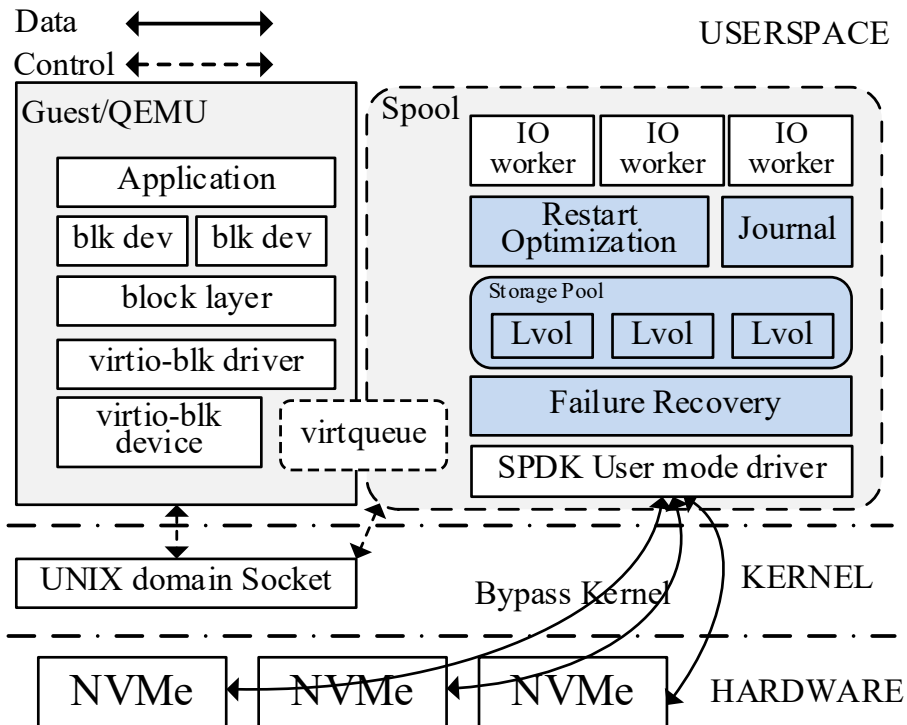 Data
Control
USERSPACE
Guest/QEMU
Application
blk dev
blk dev
block layer
virtio-blk driver
virtio-blk
device
virtqueue
Spool
IO
worker
IO
worker
IO
worker
Restart
Optimization
Journal
Storage Pool
Lvol
Lvol
Lvol
Failure Recovery
SPDK User mode driver
UNIX domain Socket
Bypass Kernel
KERNEL
NVMe
NVMe
NVMe
HARDWARE